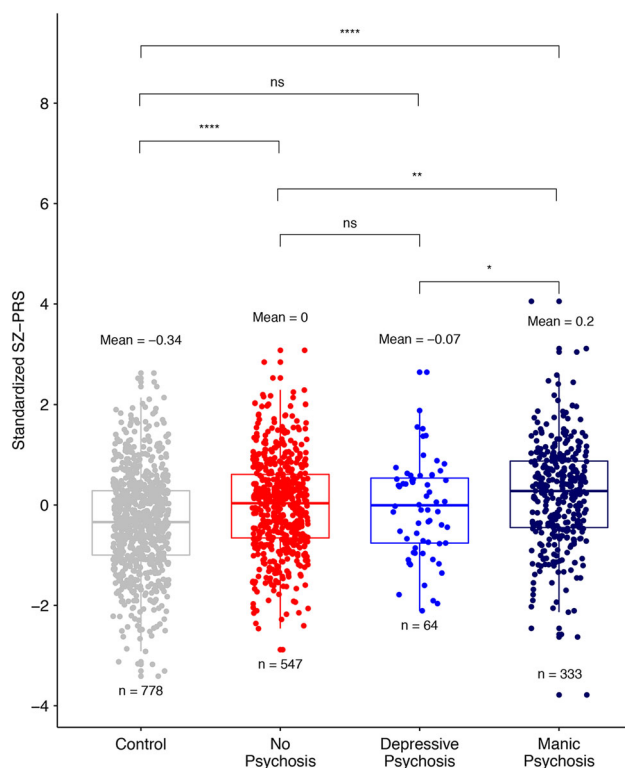 ****
ns
****
**
ns
*
Mean = −0.34
Mean = 0
Mean = −0.07
Mean = 0.2
n = 778
n = 547
n = 64
n = 333
Standardized SZ−PRS
8
6
4
2
0
−2
−4
Control
No
Psychosis
Depressive
Psychosis
Manic
Psychosis